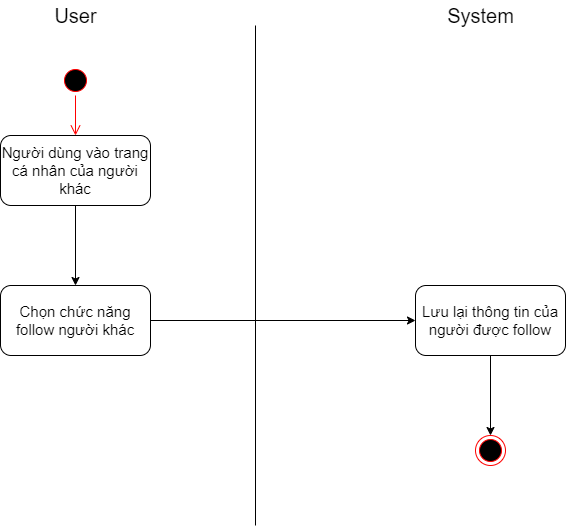 User
System
Người dùng vào trang
cá nhân của người
khác
Chọn chức năng
follow người khác
Lưu lại thông tin của
người được follow